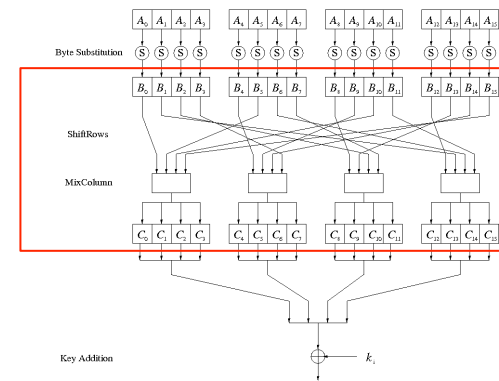 A₀ A₁ A₂ A₃ A₄ A₅ A₆ A₇ A₈ A₉ A₁₀ A₁₁ A₁₂ A₁₃ A₁₄ A₁₅
Byte Substitution S S S S S S S S S S S S S S S S
B₀ B₁ B₂ B₃ B₄ B₅ B₆ B₇ B₈ B₉ B₁₀ B₁₁ B₁₂ B₁₃ B₁₄ B₁₅
ShiftRows
MixColumn
C₀ C₁ C₂ C₃ C₄ C₅ C₆ C₇ C₈ C₉ C₁₀ C₁₁ C₁₂ C₁₃ C₁₄ C₁₅
Key Addition kᵢ